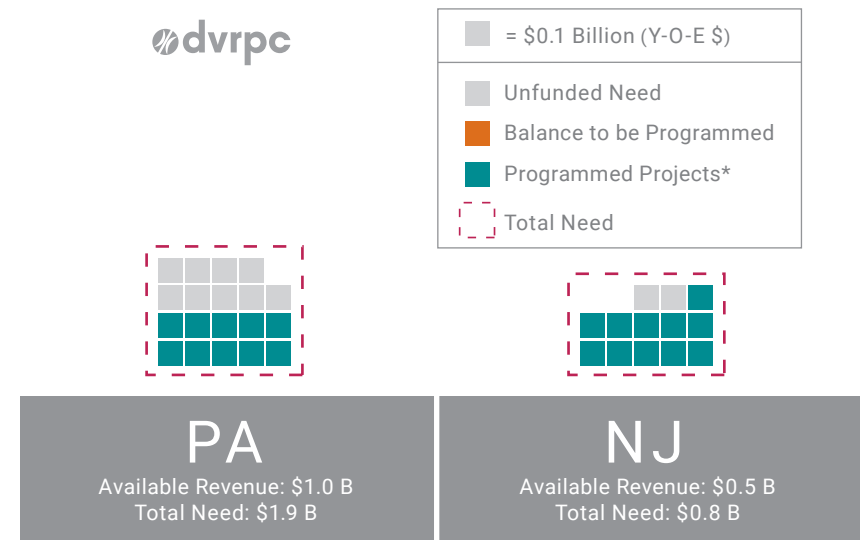 dvrpc
= $0.1 Billion (Y-O-E $)
Unfunded Need
Balance to be Programmed
Programmed Projects*
Total Need
PA
Available Revenue: $1.0 B
Total Need: $1.9 B
NJ
Available Revenue: $0.5 B
Total Need: $0.8 B